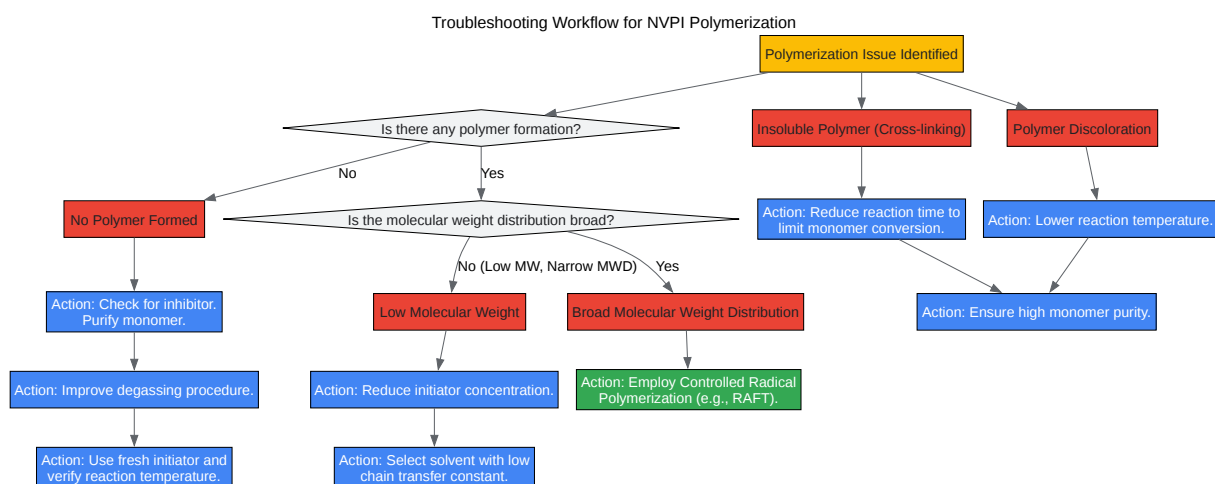 Troubleshooting Workflow for NVPI Polymerization
Polymerization Issue Identified
Is there any polymer formation?
Insoluble Polymer (Cross-linking)
Polymer Discoloration
No
Yes
No Polymer Formed
Is the molecular weight distribution broad?
Action: Reduce reaction time to
limit monomer conversion.
Action: Lower reaction temperature.
No (Low MW, Narrow MWD)
Yes
Action: Check for inhibitor.
Purify monomer.
Low Molecular Weight
Broad Molecular Weight Distribution
Action: Ensure high monomer purity.
Action: Improve degassing procedure.
Action: Reduce initiator concentration.
Action: Employ Controlled Radical
Polymerization (e.g., RAFT).
Action: Use fresh initiator and
verify reaction temperature.
Action: Select solvent with low
chain transfer constant.